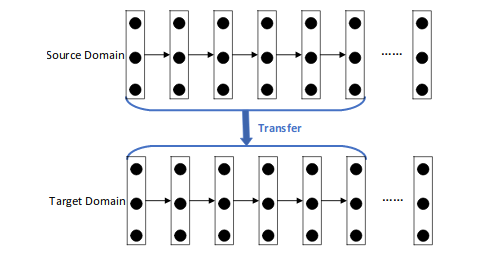 Source Domain
......
Transfer
Target Domain
......